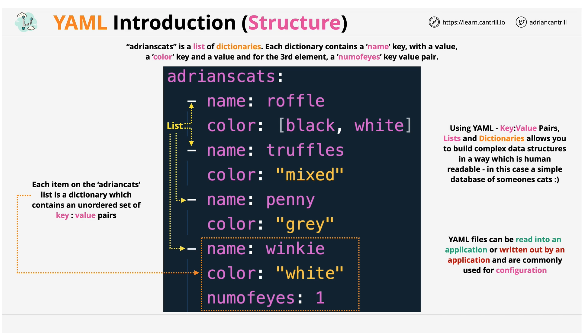 YAML Introduction (Structure)
https://learn.cantrill.io
adriancantrill
"adrianscats" is a list of dictionaries. Each dictionary contains a 'name' key, with a value,
a 'color' key and a value and for the 3rd element, a 'numofeyes' key value pair.
adrianscats:
- name: roffle
color: [black, white]
- name: truffles
color: "mixed"
- name: penny
color: "grey"
- name: winkie
color: "white"
numofeyes: 1
List
Each item on the 'adriancats'
list is a dictionary which
contains an unordered set of
key : value pairs
Using YAML - Key:Value Pairs,
Lists and Dictionaries allows you
to build complex data structures
in a way which is human
readable - in this case a simple
database of someones cats :)
YAML files can be read into an
application or written out by an
application and are commonly
used for configuration